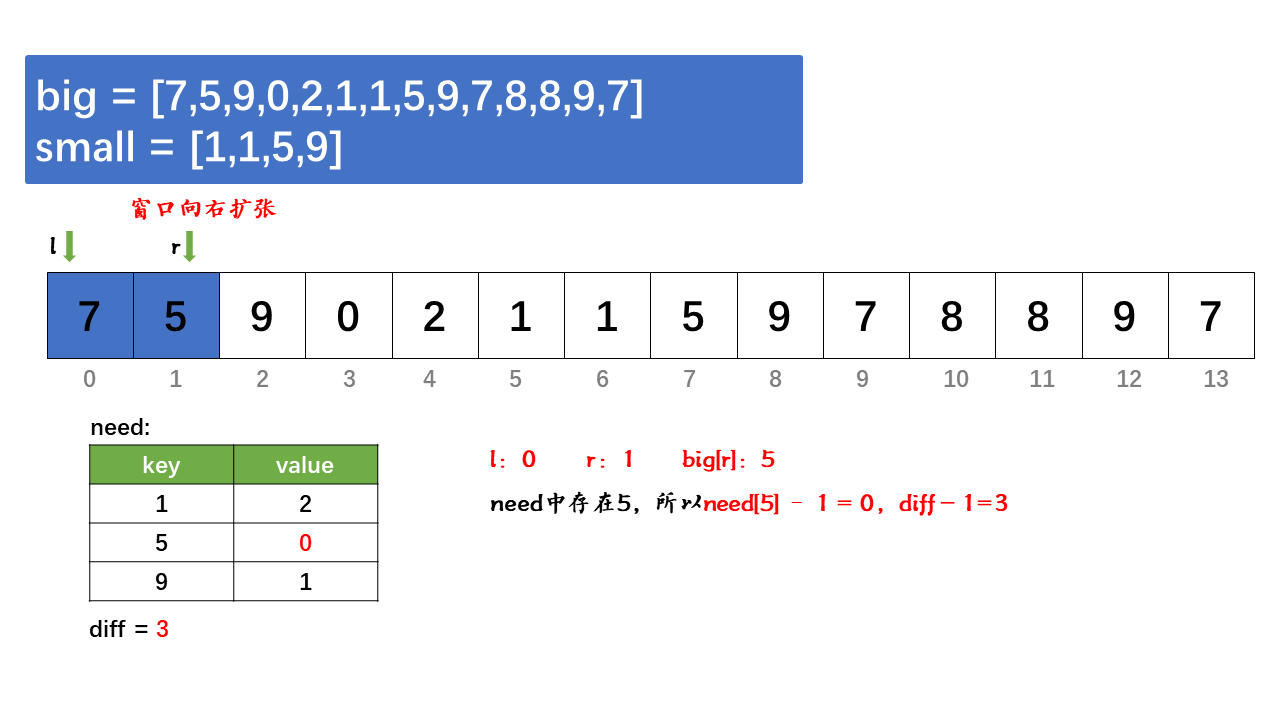 big = [7,5,9,0,2,1,1,5,9,7,8,8,9,7]
small = [1,1,5,9]
窗口向右扩张
l r
7 5 9 0 2 1 1 5 9 7 8 8 9 7
0 1 2 3 4 5 6 7 8 9 10 11 12 13
need:
key value
1 2
5 0
9 1
diff = 3
l: 0 r: 1 big[r]: 5
need中存在5，所以need[5] - 1 = 0，diff－1=3